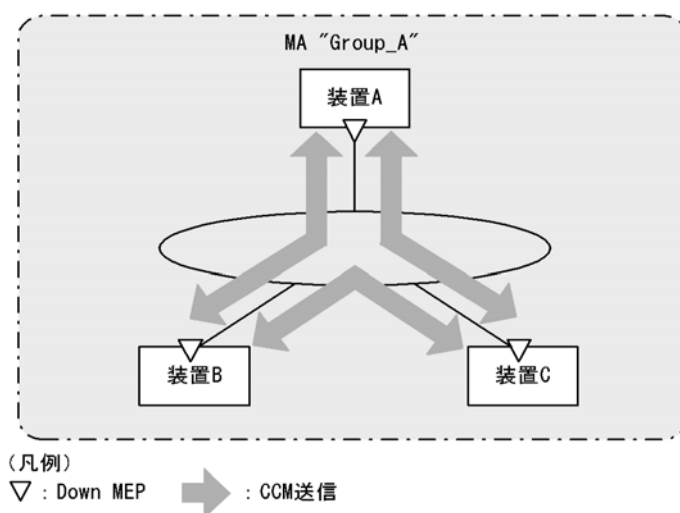 MA "Group_A"
装置A
装置B
装置C
(凡例)
▽ : Down MEP : CCM送信